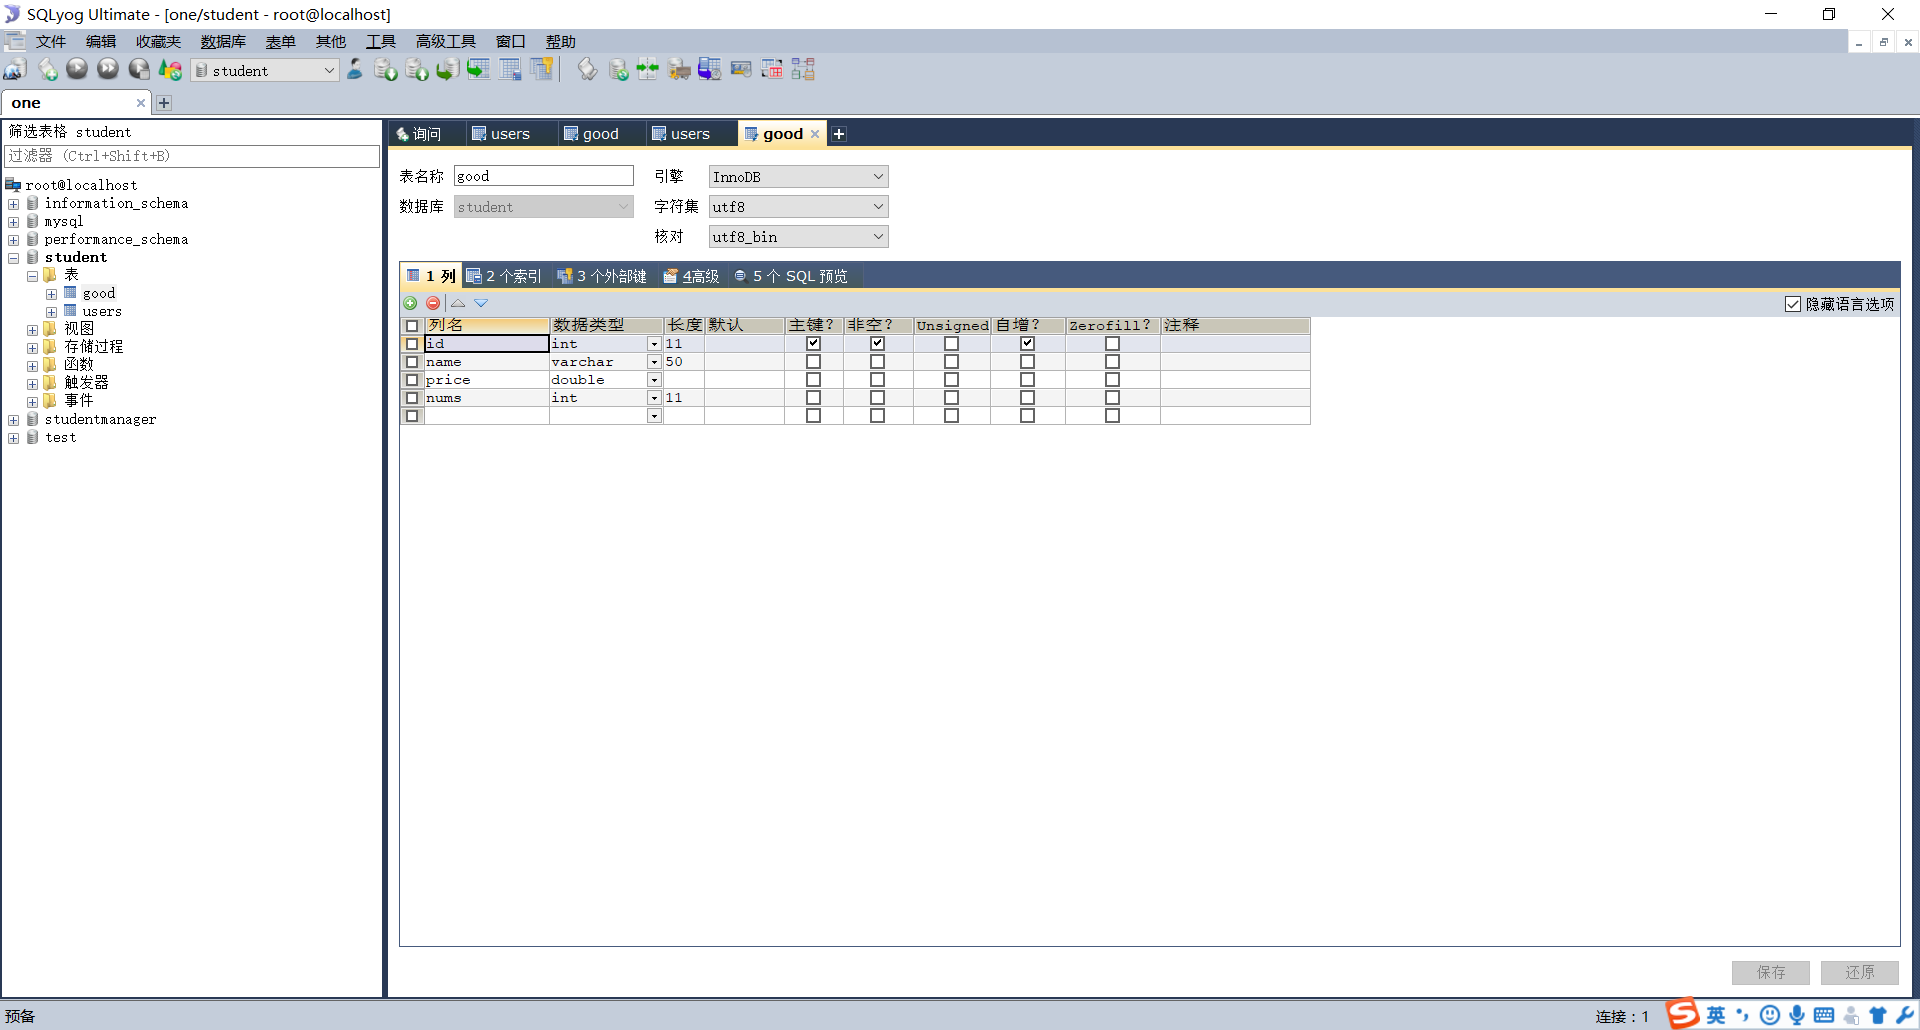 SQLyog Ultimate - [one/student - root@localhost]
文件 编辑 收藏夹 数据库 表单 其他 工具 高级工具 窗口 帮助
student
one
筛选表格 student
过滤器 (Ctrl+Shift+B)
root@localhost
information_schema
mysql
performance_schema
student
表
good
users
视图
存储过程
函数
触发器
事件
studentmanager
test
询问 users good users good
表名称 good 引擎 InnoDB
数据库 student 字符集 utf8
核对 utf8_bin
1 列 2 个索引 3 个外部键 4高级 5 个 SQL 预览
隐藏语言选项
列名 数据类型 长度 默认 主键? 非空? Unsigned 自增? Zerofill? 注释
id int 11
name varchar 50
price double
nums int 11
保存 还原
预备 连接：1 S 英